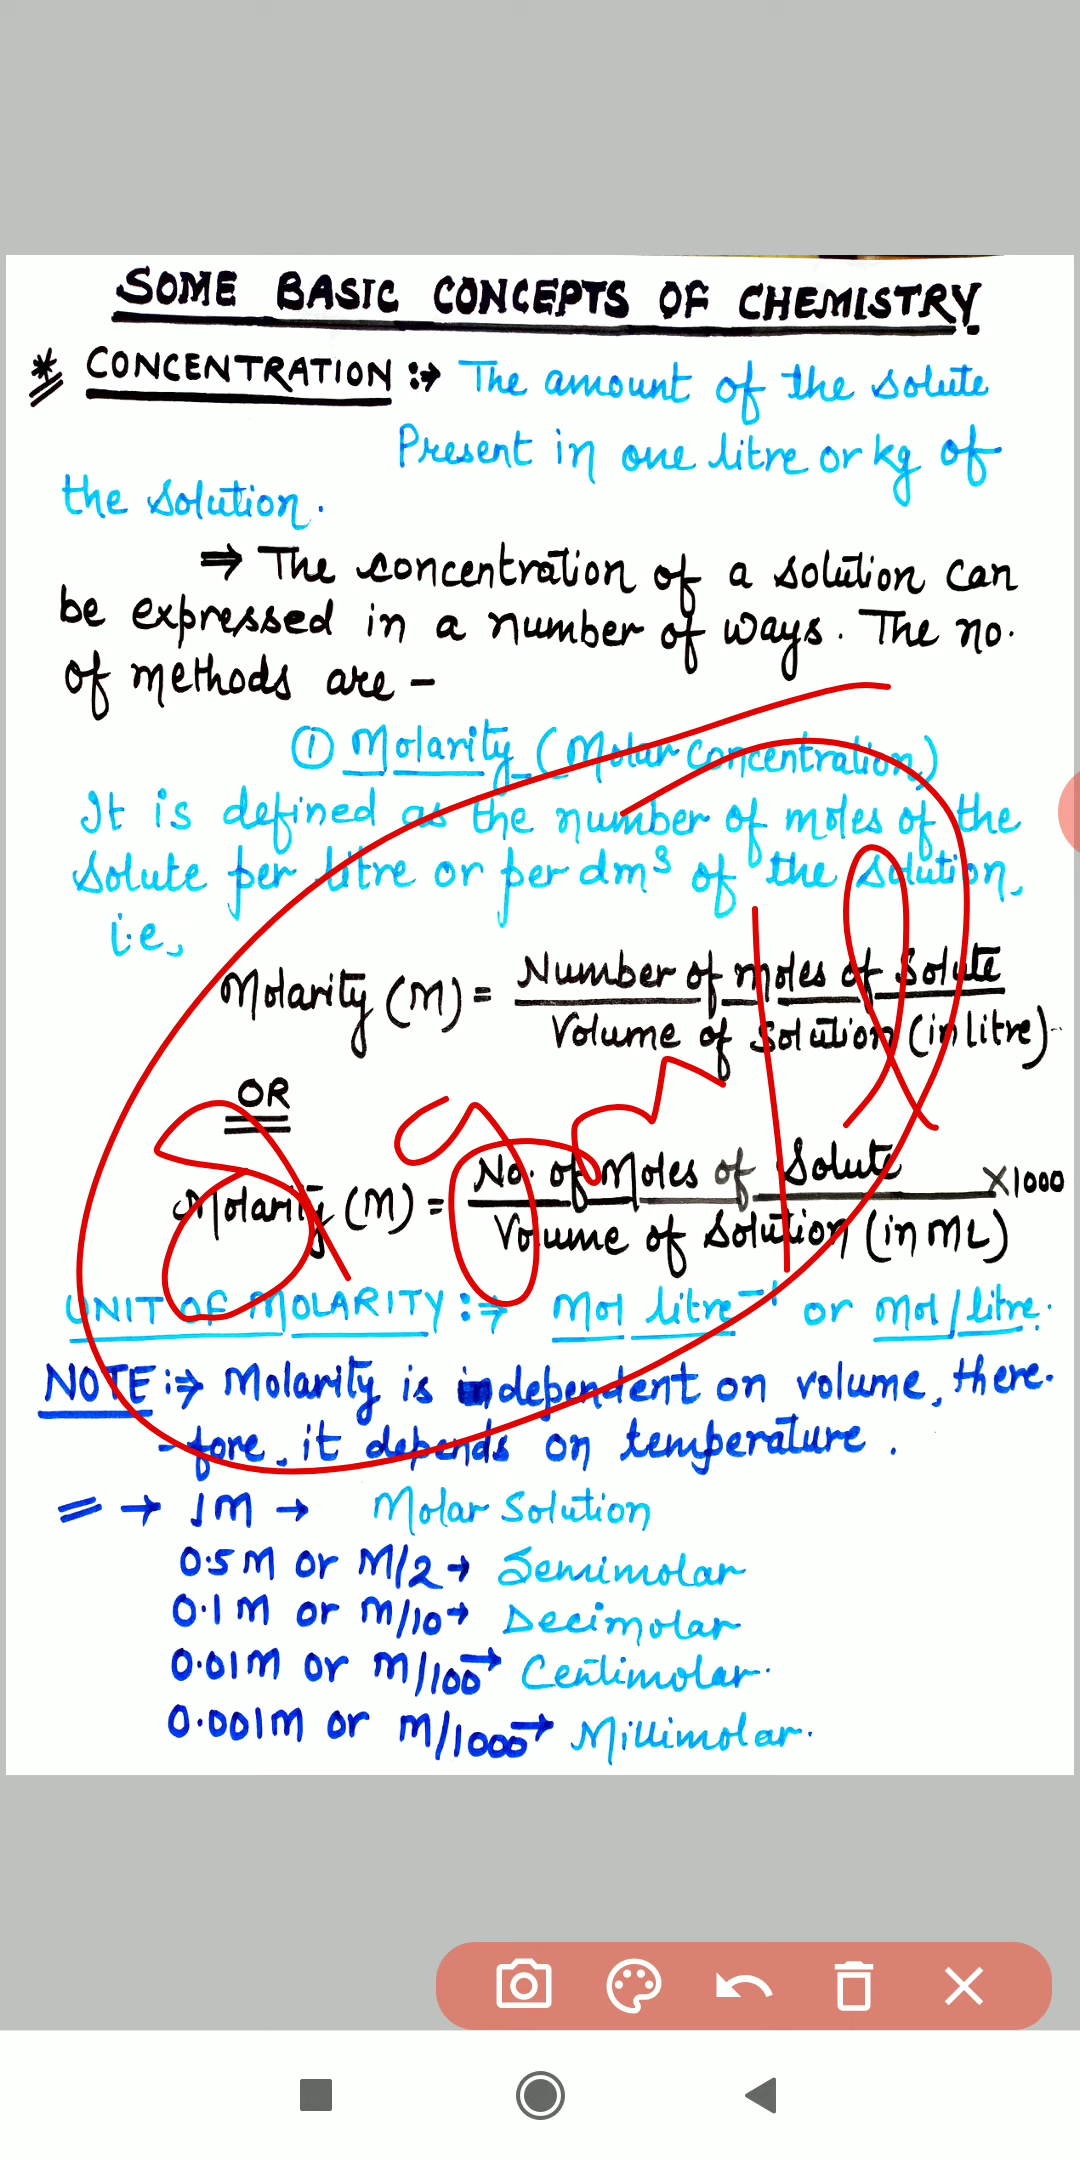 SOME BASIC CONCEPTS OF CHEMISTRY
* CONCENTRATION :→ The amount of the solute
Present in one litre or kg of
the solution.
⇒ The concentration of a solution can
be expressed in a number of ways. The no.
of methods are -
① Molarity (Molar Concentration)
It is defined as the number of moles of the
Solute per litre or per dm³ of the solution,
i.e,
Molarity (M) = Number of moles of Solute
Volume of Solution (in litre)
OR
Molarity (M) = No. of Moles of Solute ×1000
Volume of Solution (in ML)
UNIT OF MOLARITY :⇒ Mol litre⁻¹ or Mol/litre.
NOTE :⇒ Molarity is independent on volume, there-
-fore, it depends on temperature.
= → 1M → Molar Solution
0.5M or M/2 → Semimolar
0.1M or M/10 → Decimolar
0.01M or M/100 → Centimolar.
0.001M or M/1000 → Millimolar.